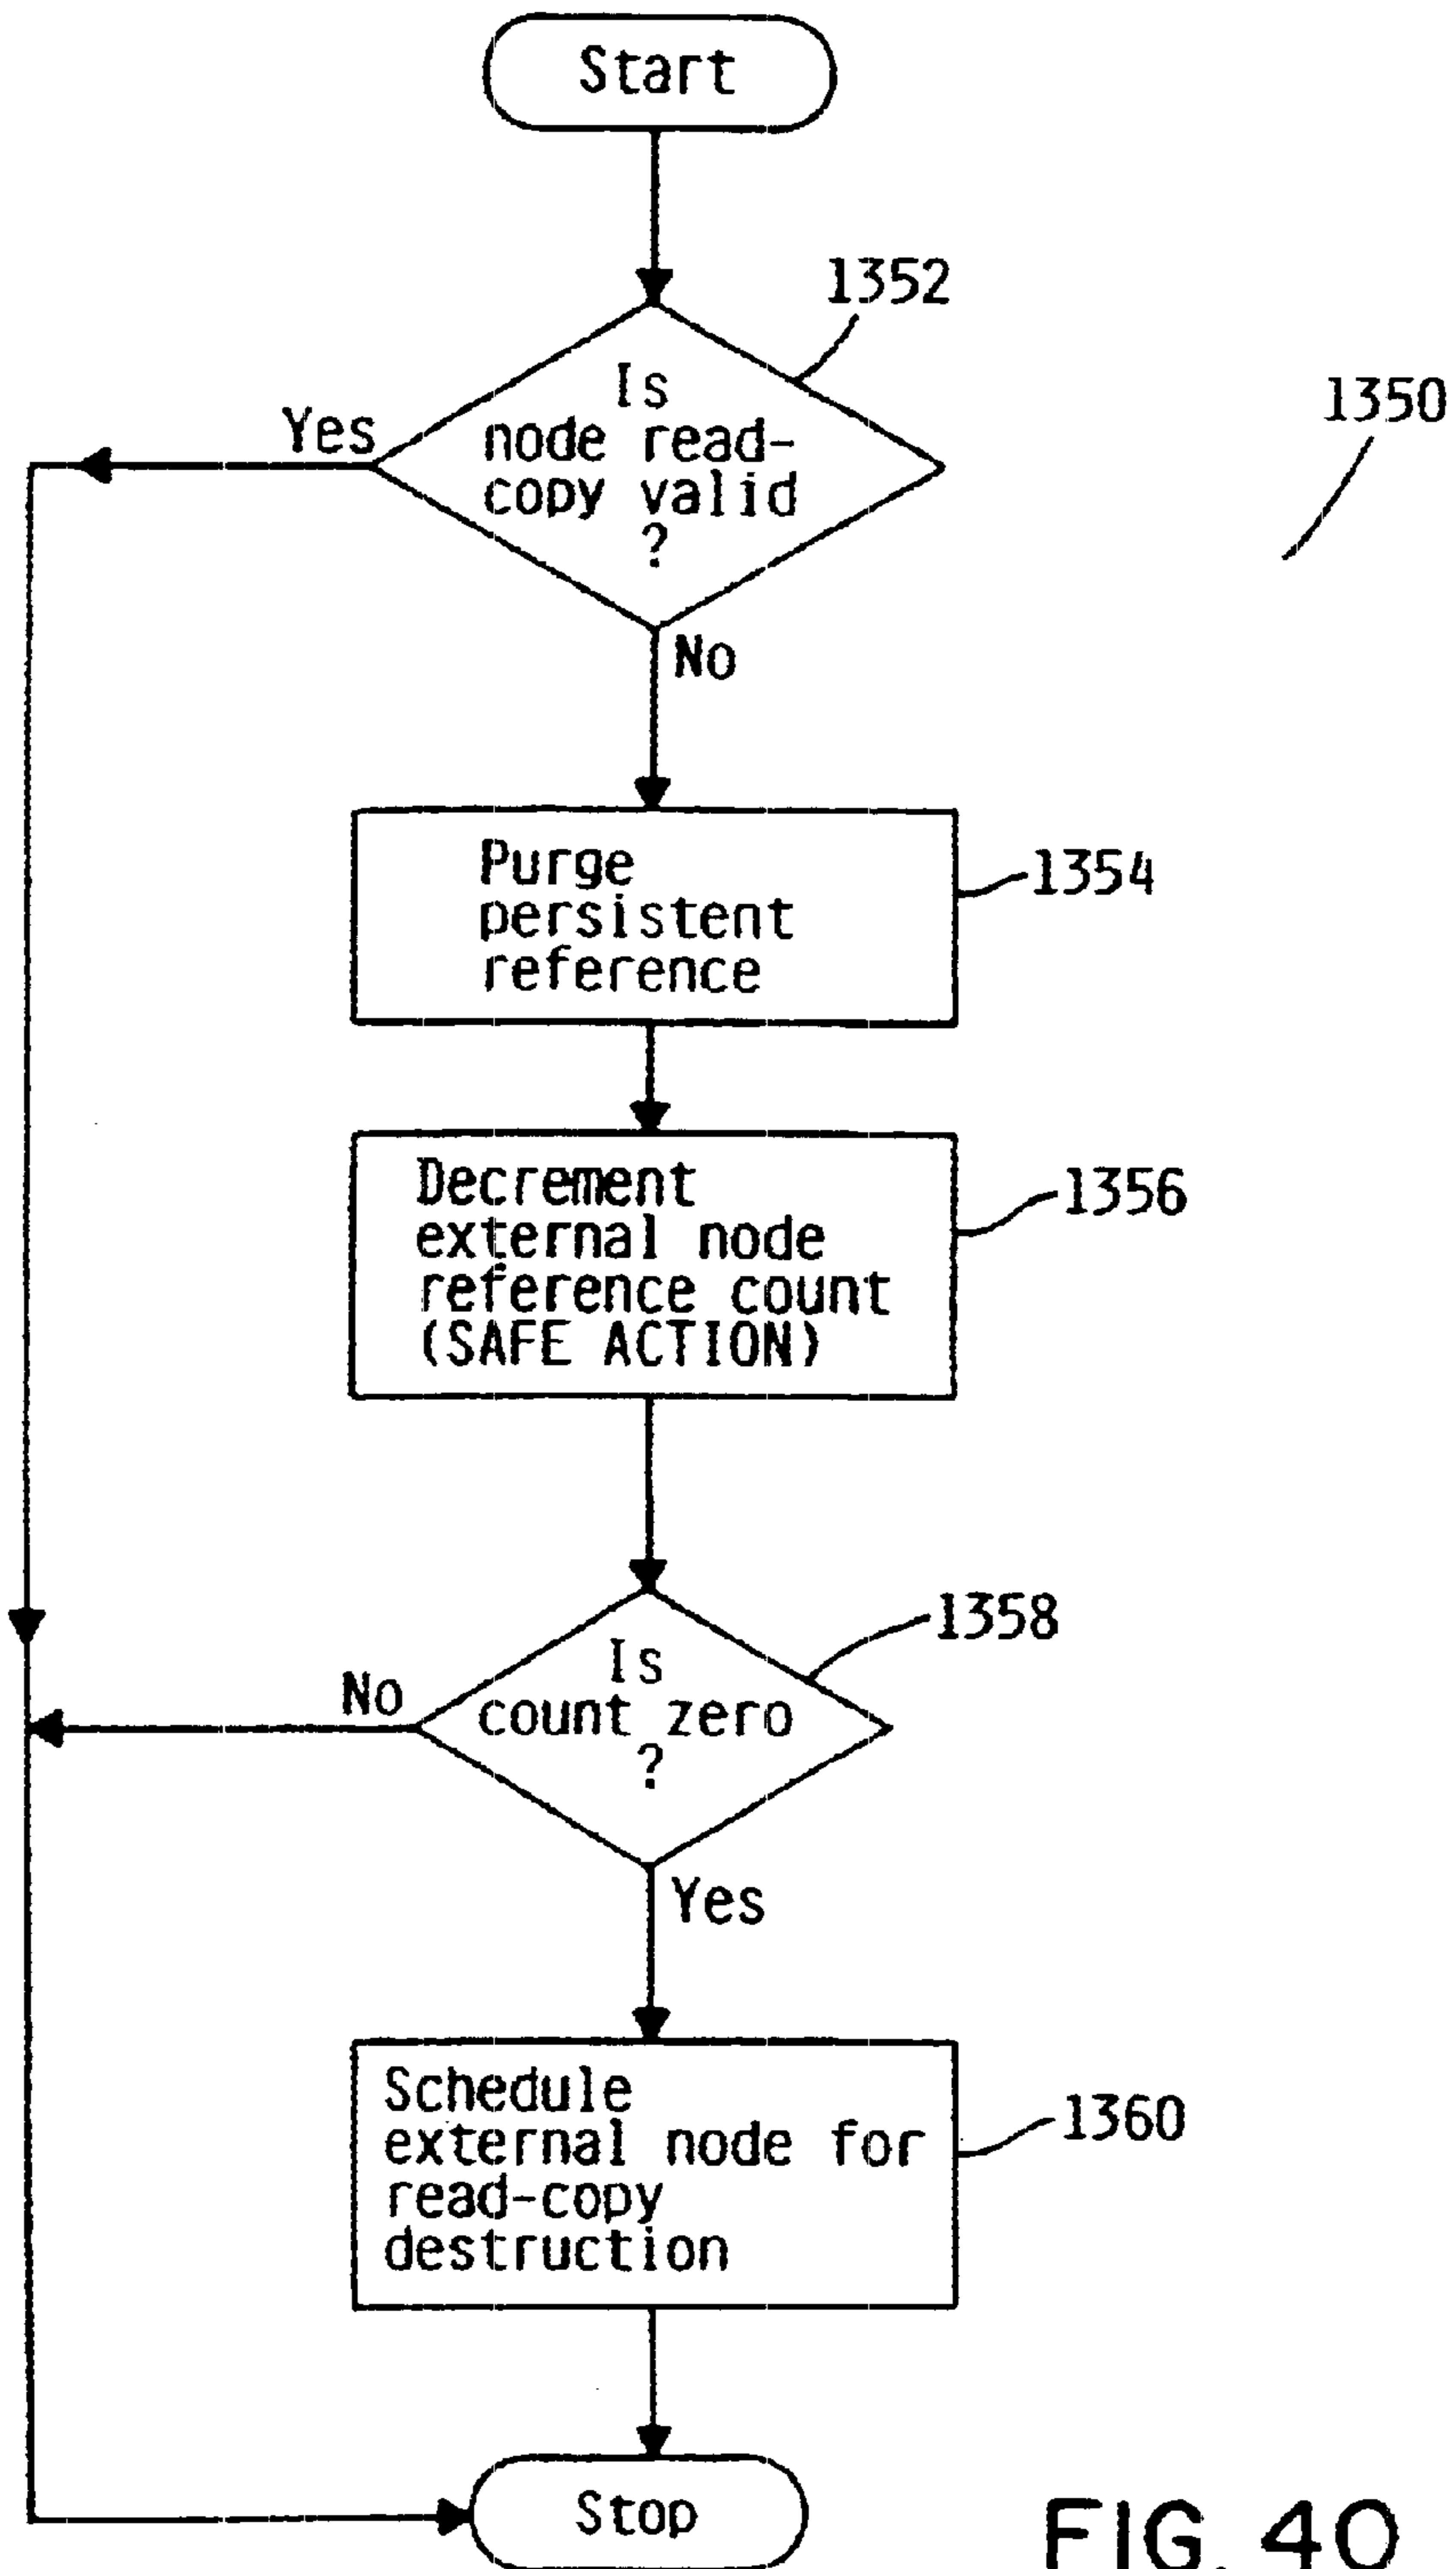 Start
1352
Is
node read-
copy valid
?
Yes
1350
No
Purge
persistent
reference
1354
Decrement
external node
reference count
(SAFE ACTION)
1356
1358
Is
count zero
?
No
Yes
Schedule
external node for
read-copy
destruction
1360
Stop
FIG. 40